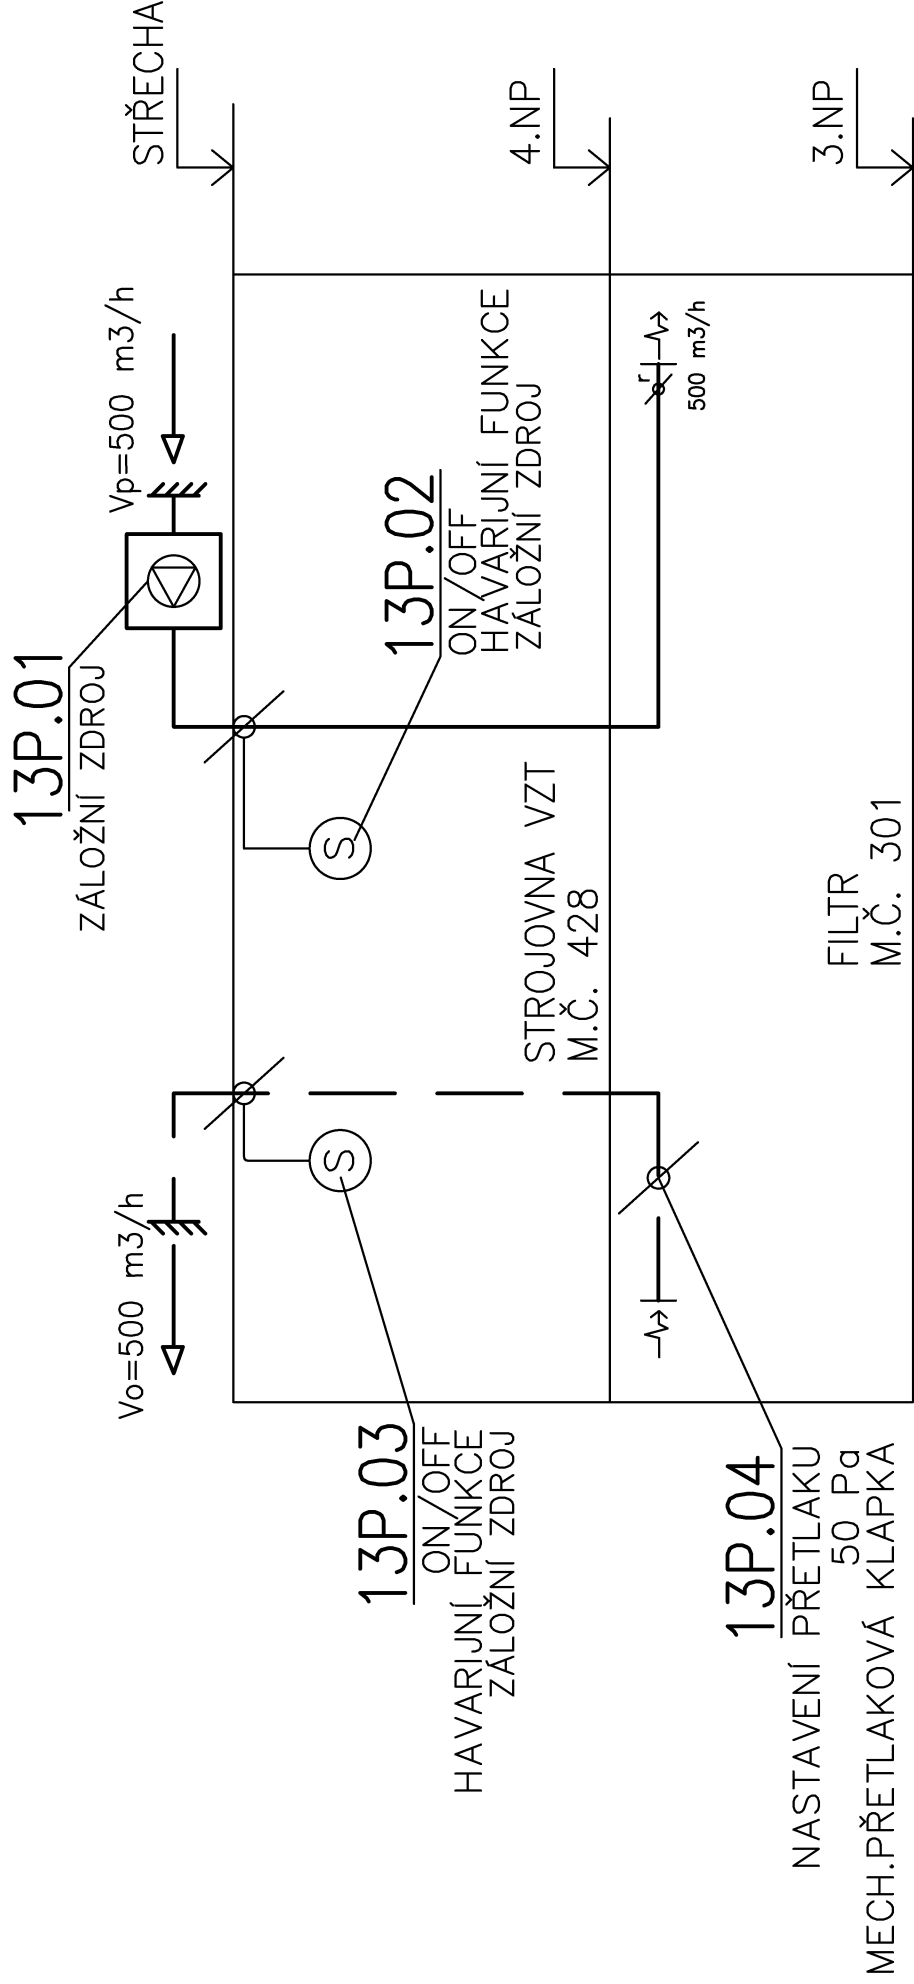 13P.01
ZÁLOŽNÍ ZDROJ
Vo=500 m3/h
Vp=500 m3/h
STŘECHA
13P.03
ON/OFF
HAVARIJNÍ FUNKCE
ZÁLOŽNÍ ZDROJ
S
S
13P.02
ON/OFF
HAVARIJNÍ FUNKCE
ZÁLOŽNÍ ZDROJ
STROJOVNA VZT
M.Č. 428
4.NP
r
500 m3/h
13P.04
NASTAVENÍ PŘETLAKU
50 Pa
MECH.PŘETLAKOVÁ KLAPKA
FILTR
M.Č. 301
3.NP